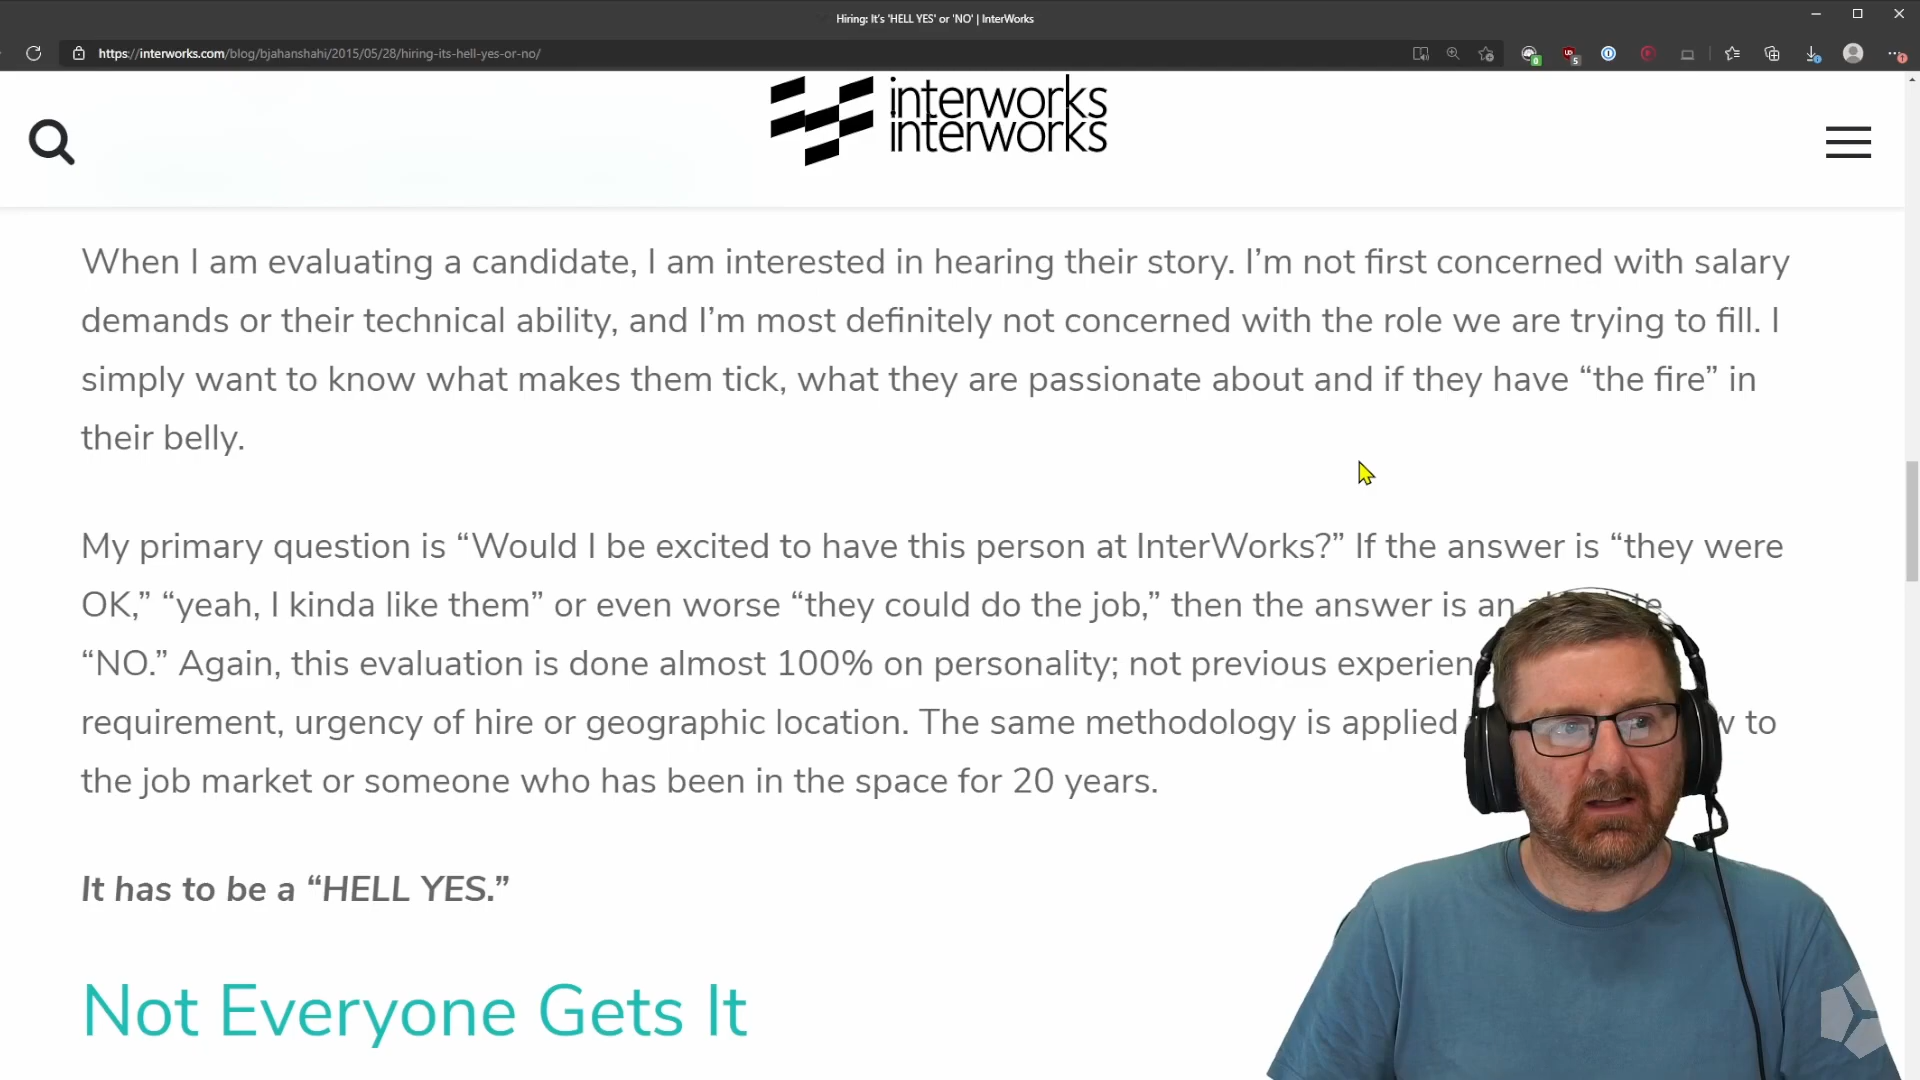 Hiring: It's 'HELL YES' or 'NO' | InterWorks
https://interworks.com/blog/bjahanshahi/2015/05/28/hiring-its-hell-yes-or-no/
0
5
interworks
interworks
When I am evaluating a candidate, I am interested in hearing their story. I’m not first concerned with salary
demands or their technical ability, and I’m most definitely not concerned with the role we are trying to fill. I
simply want to know what makes them tick, what they are passionate about and if they have “the fire” in
their belly.
My primary question is “Would I be excited to have this person at InterWorks?” If the answer is “they were
OK,” “yeah, I kinda like them” or even worse “they could do the job,” then the answer is an
“NO.” Again, this evaluation is done almost 100% on personality; not previous experien
requirement, urgency of hire or geographic location. The same methodology is applied w to
the job market or someone who has been in the space for 20 years.
It has to be a “HELL YES.”
Not Everyone Gets It